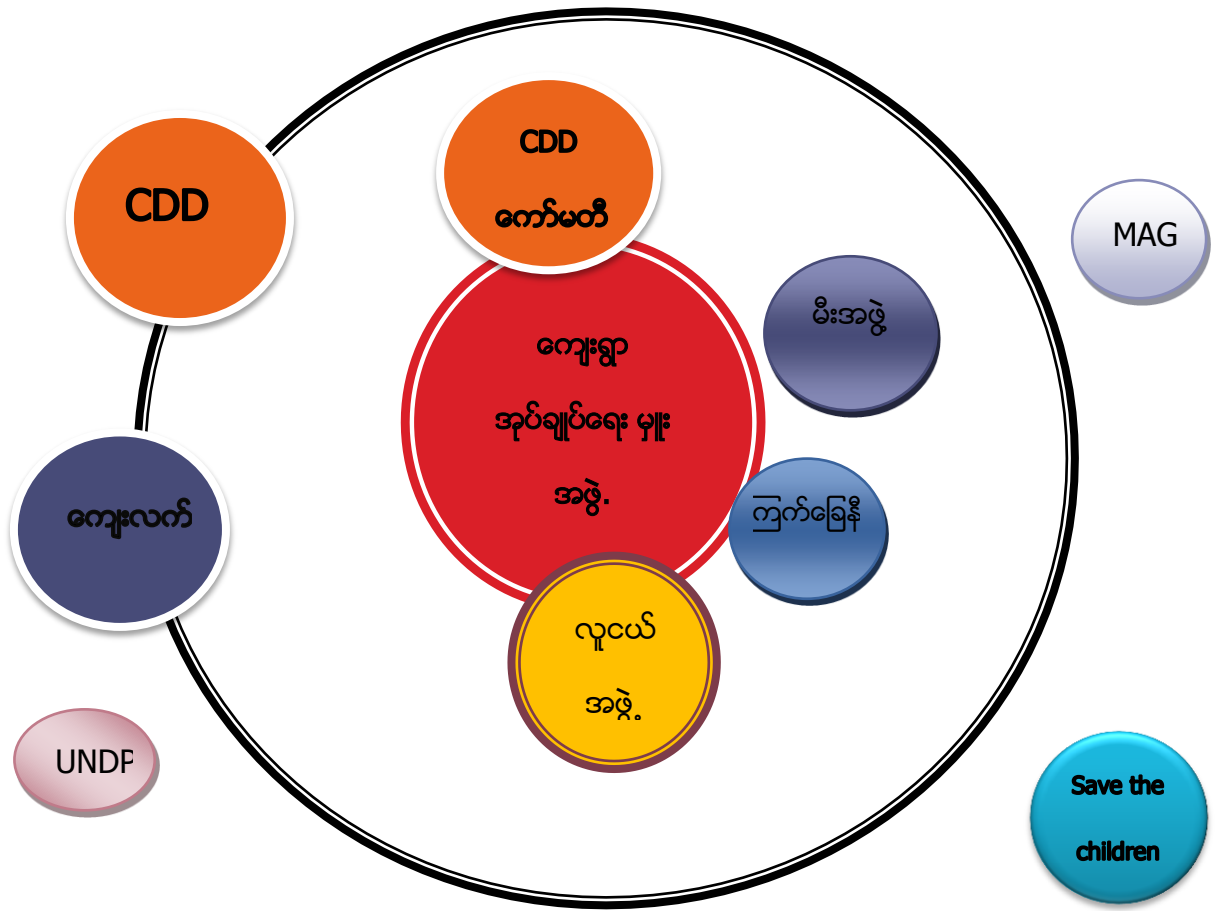 CDD
ကော်မတီ
CDD
MAG
မီးအဖွဲ့
ကျေးရွာ
အုပ်ချုပ်ရေး မှူး
အဖွဲ.
ကျေးလက်
ကြက်ခြေနီ
လူငယ်
အဖွဲ့
UNDP
Save the
children